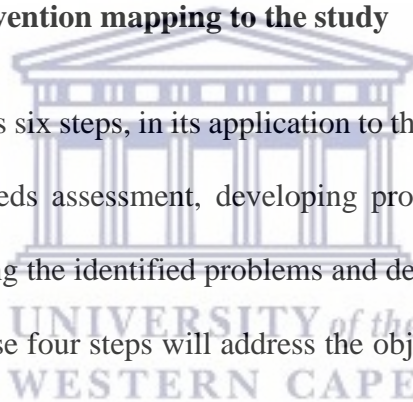 vention mapping to the study
s six steps, in its application to th
eds assessment, developing pro
ng the identified problems and de
UNIVERSITY of the
se four steps will address the obj
WESTERN CAPE